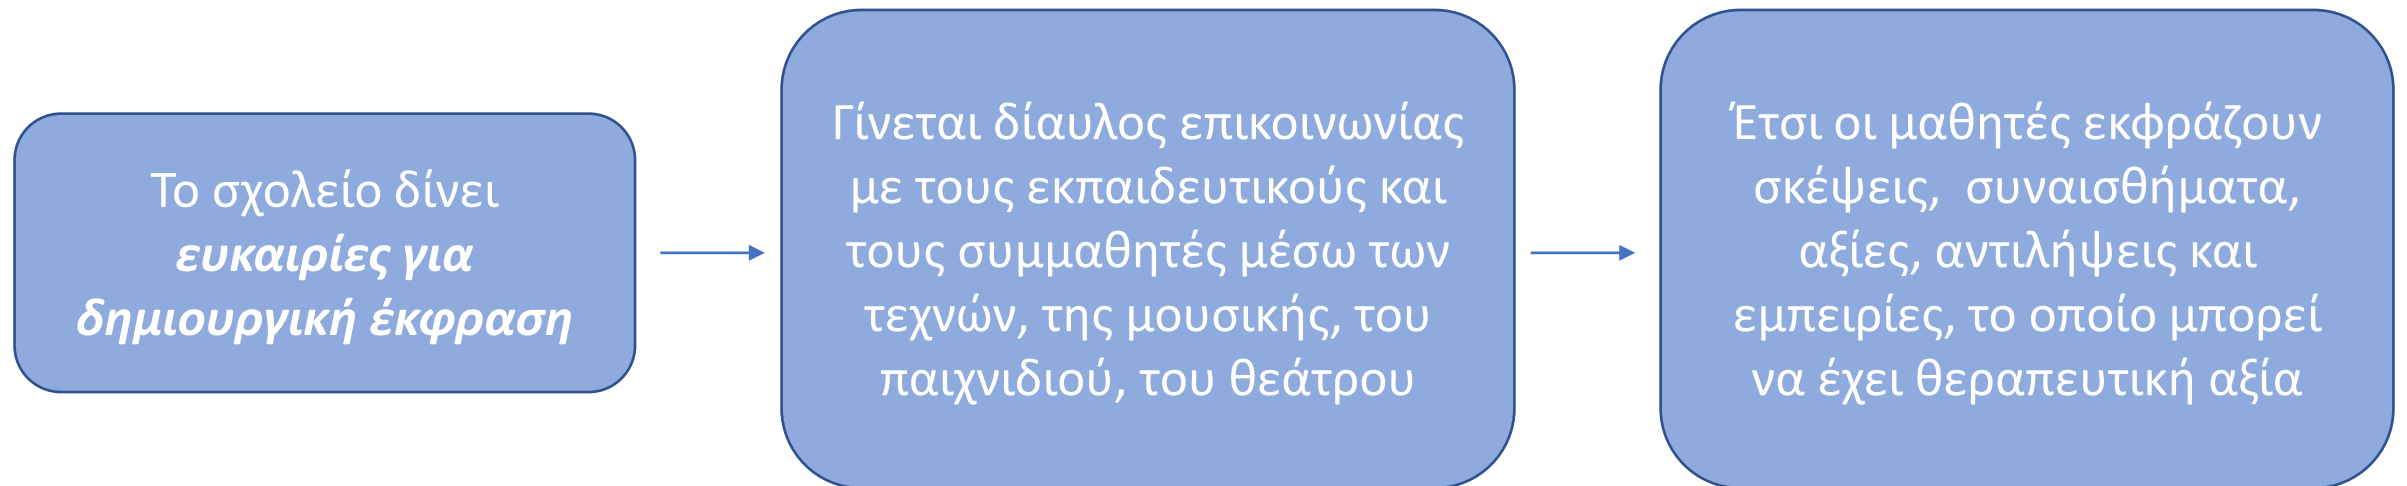 Το σχολείο δίνει
ευκαιρίες για
δημιουργική έκφραση
Γίνεται δίαυλος επικοινωνίας
με τους εκπαιδευτικούς και
τους συμμαθητές μέσω των
τεχνών, της μουσικής, του
παιχνιδιού, του θεάτρου
Έτσι οι μαθητές εκφράζουν
σκέψεις, συναισθήματα,
αξίες, αντιλήψεις και
εμπειρίες, το οποίο μπορεί
να έχει θεραπευτική αξία